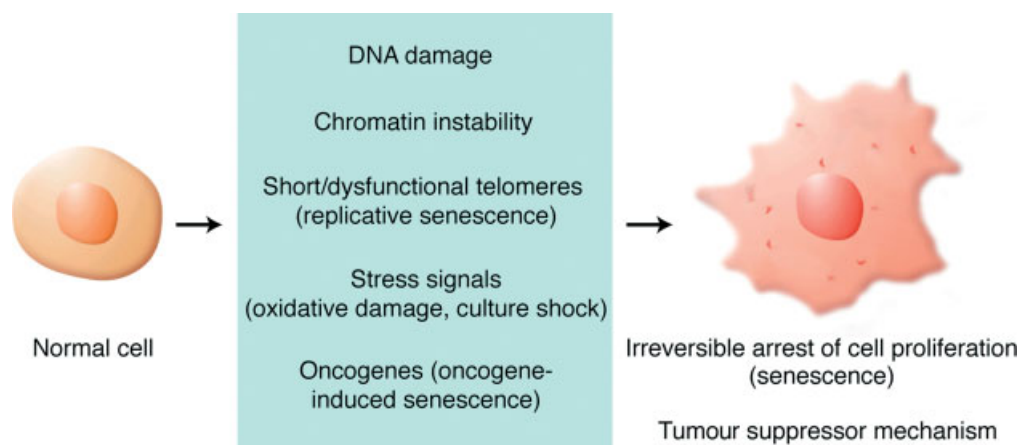 DNA damage
Chromatin instability
Short/dysfunctional telomeres
(replicative senescence)
Stress signals
(oxidative damage, culture shock)
Oncogenes (oncogene-
induced senescence)
Normal cell
Irreversible arrest of cell proliferation
(senescence)
Tumour suppressor mechanism